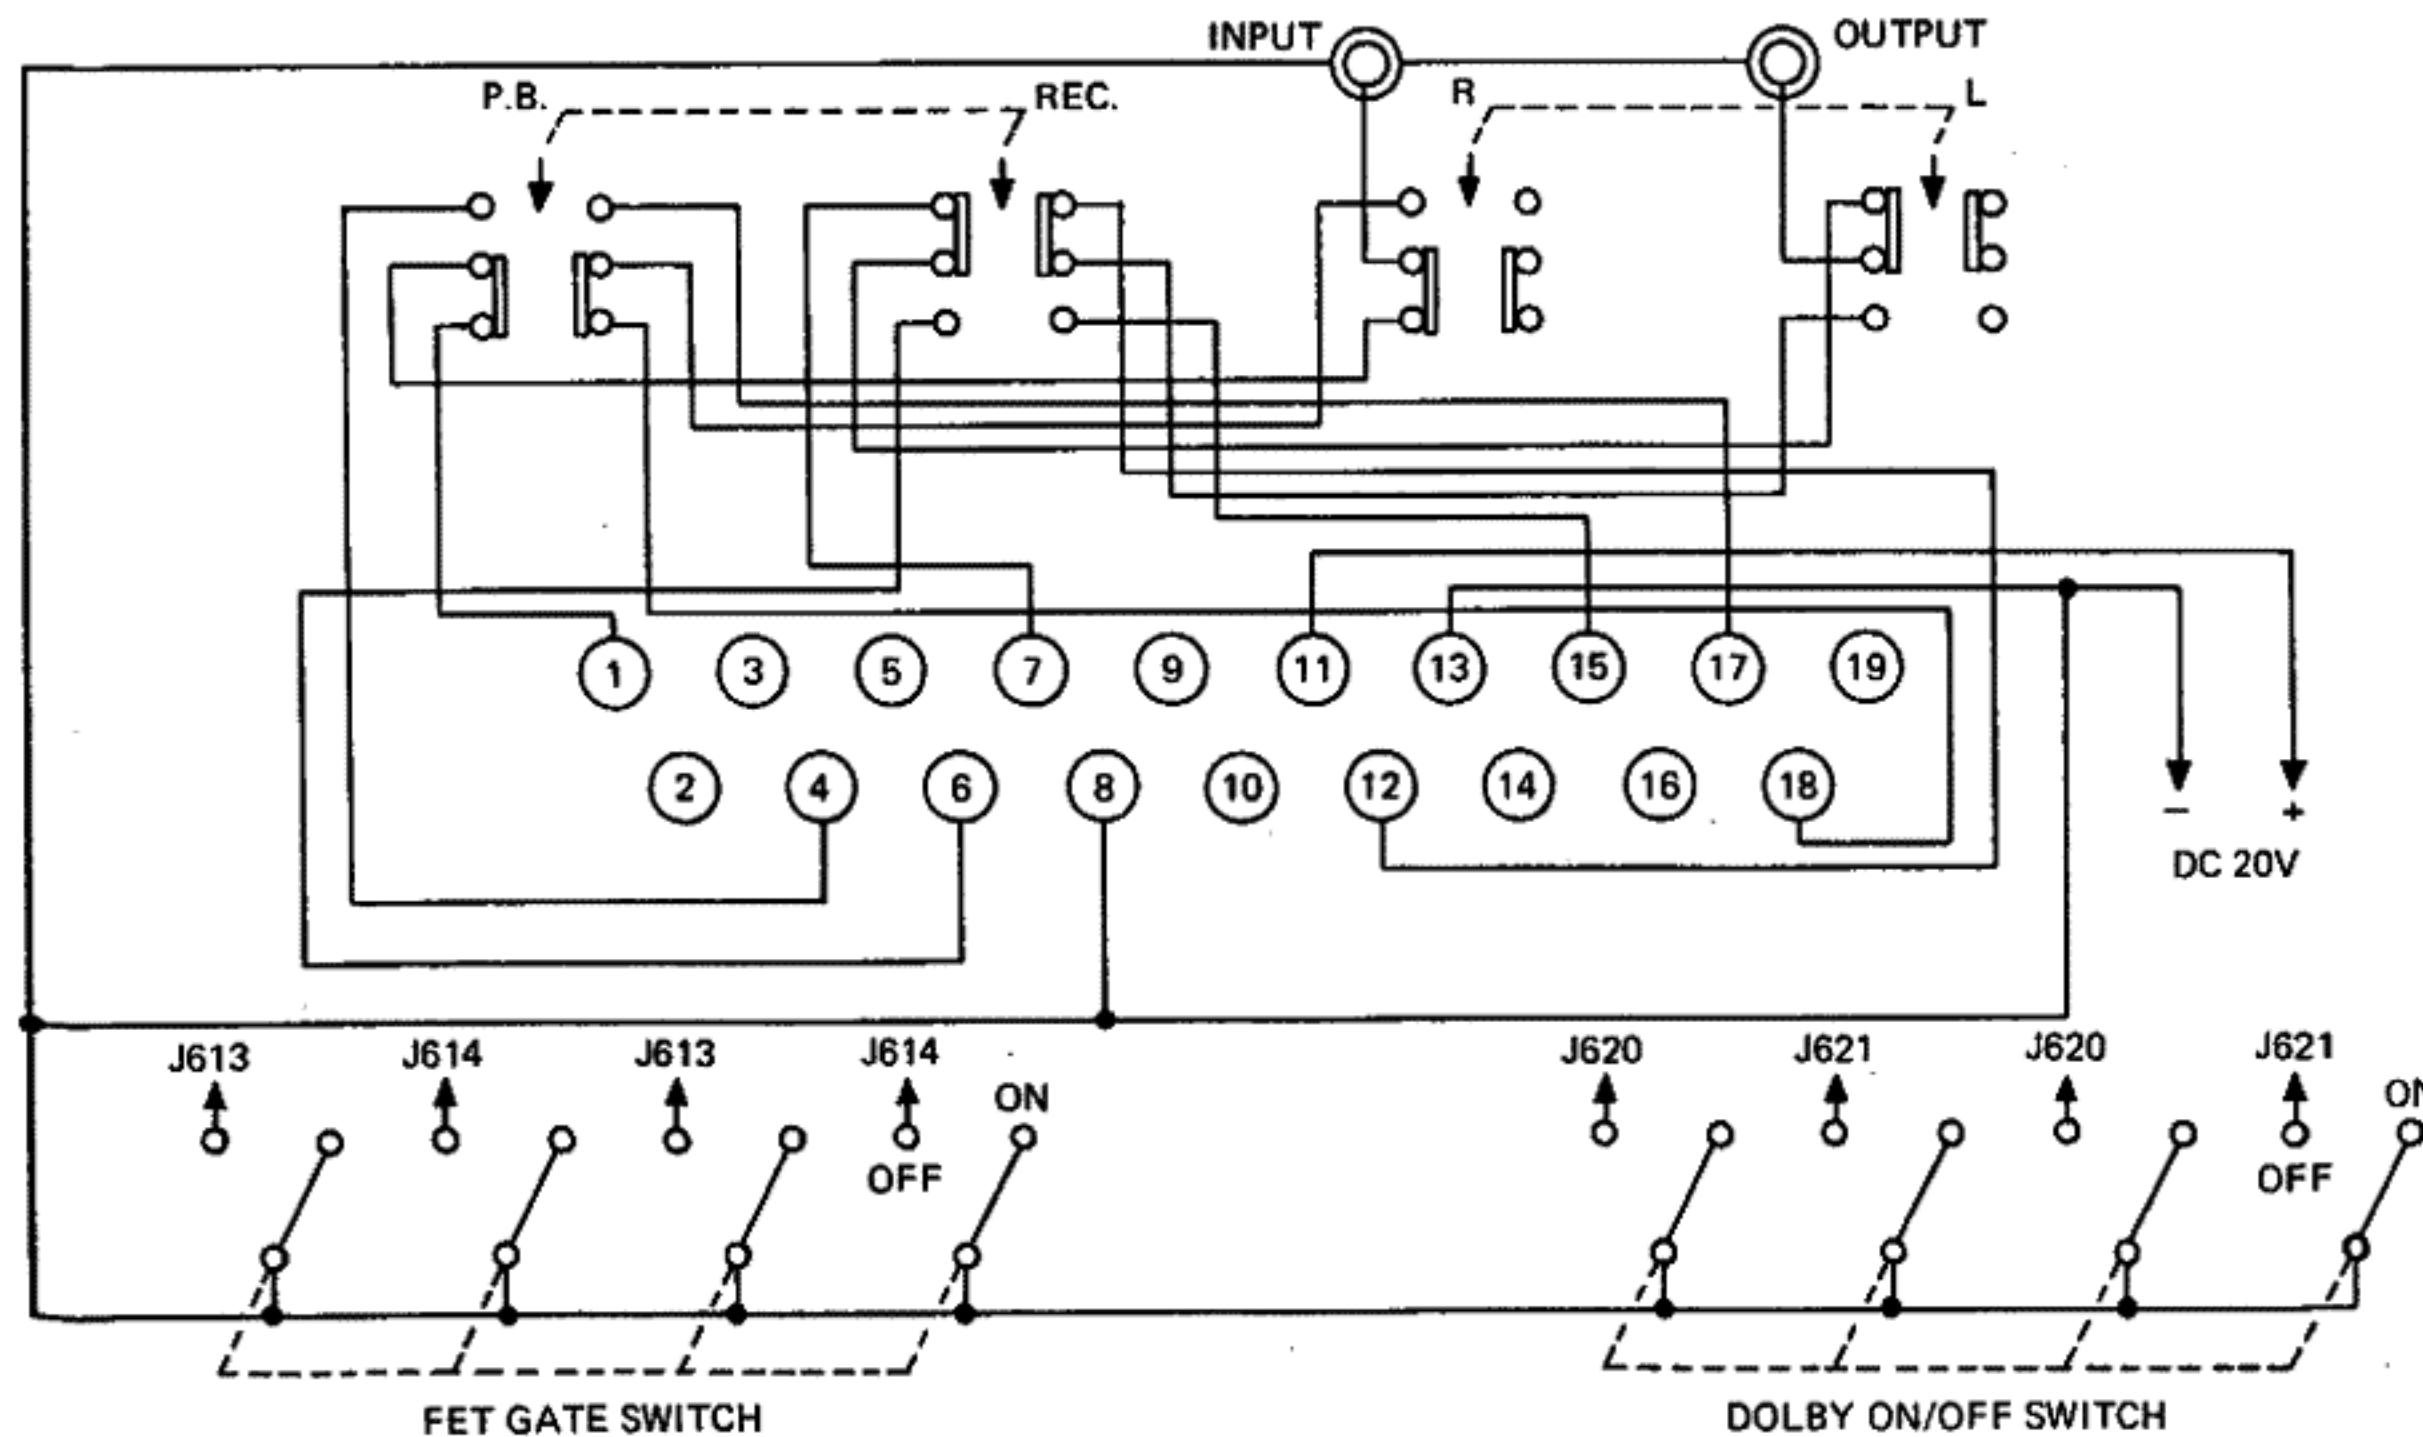 INPUT
OUTPUT
P.B.
REC.
R
L
1 3 5 7 9 11 13 15 17 19
2 4 6 8 10 12 14 16 18
− +
DC 20V
J613 J614 J613 J614 J620 J621 J620 J621
ON
OFF
OFF
FET GATE SWITCH
DOLBY ON/OFF SWITCH